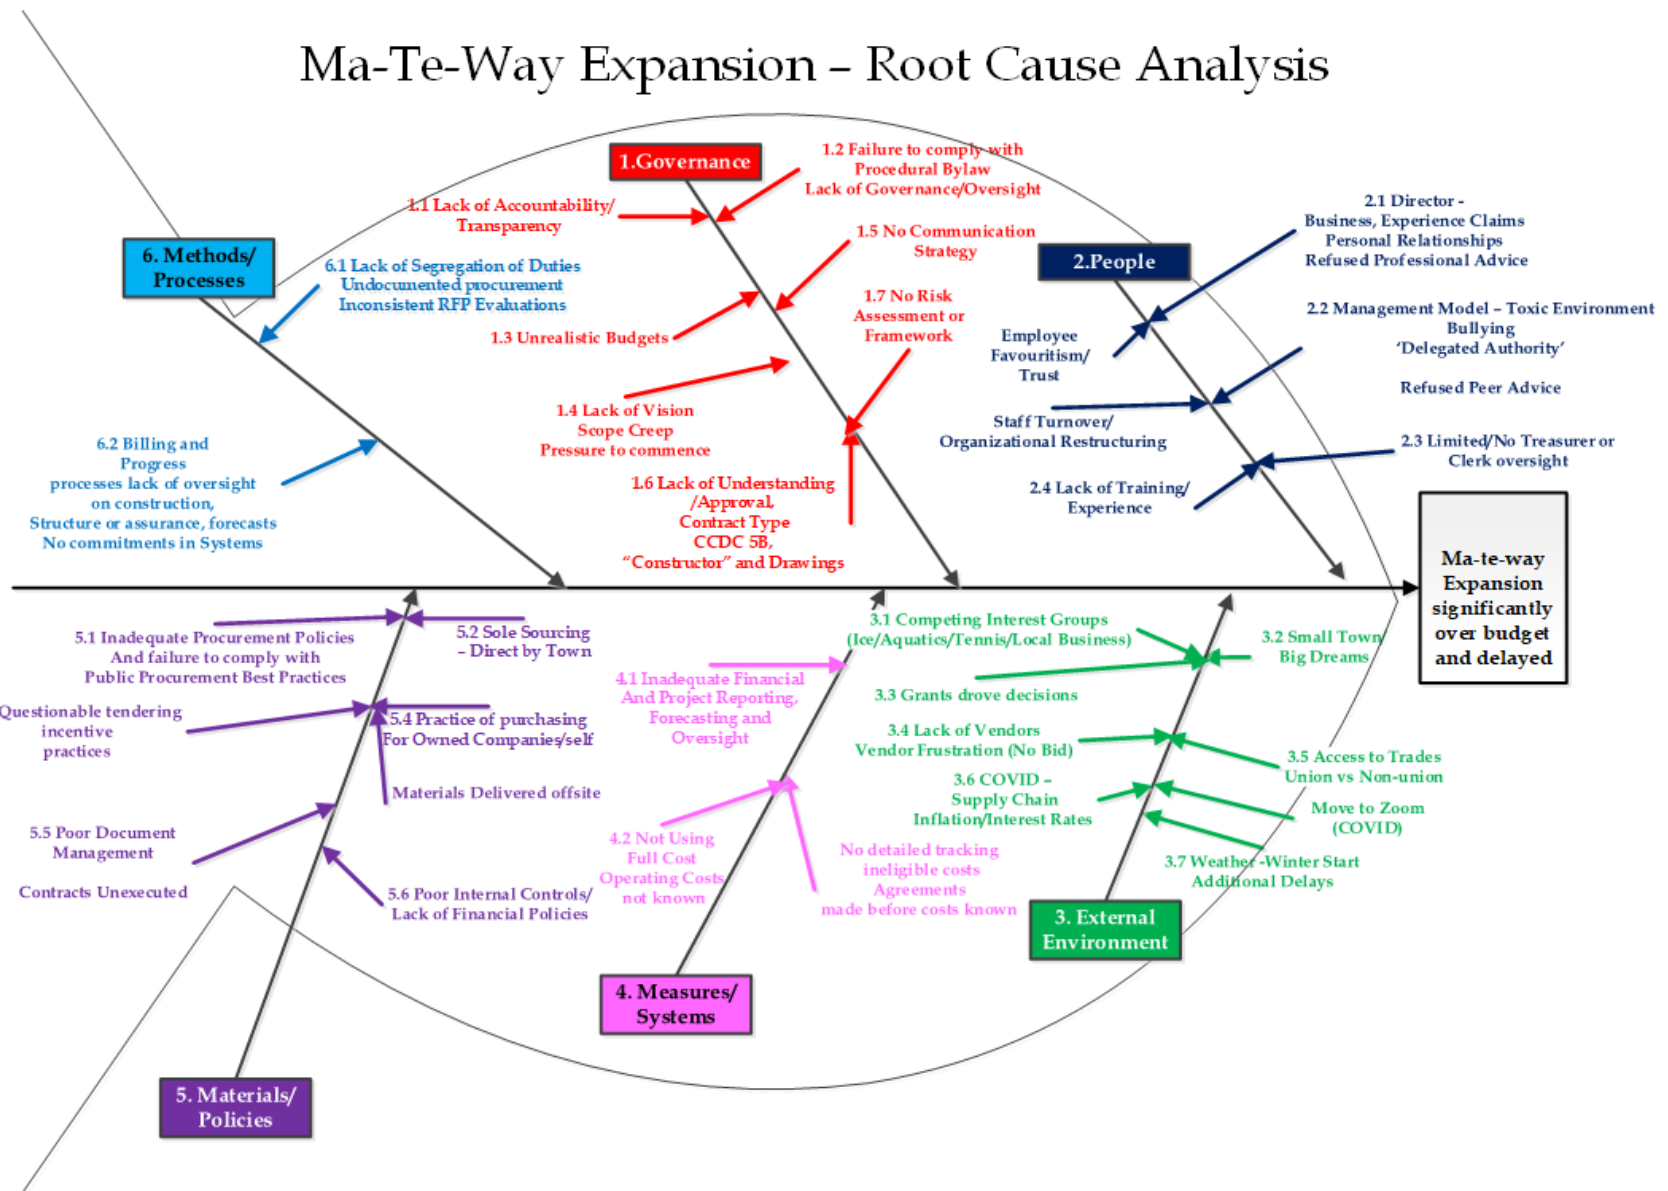 Ma-Te-Way Expansion – Root Cause Analysis
1.Governance
1.1 Lack of Accountability/
Transparency
1.2 Failure to comply with
Procedural Bylaw
Lack of Governance/Oversight
1.5 No Communication
Strategy
1.3 Unrealistic Budgets
1.7 No Risk
Assessment or
Framework
1.4 Lack of Vision
Scope Creep
Pressure to commence
1.6 Lack of Understanding
/Approval,
Contract Type
CCDC 5B,
“Constructor” and Drawings
2.People
2.1 Director -
Business, Experience Claims
Personal Relationships
Refused Professional Advice
Employee
Favouritism/
Trust
2.2 Management Model – Toxic Environment
Bullying
‘Delegated Authority’
Refused Peer Advice
Staff Turnover/
Organizational Restructuring
2.3 Limited/No Treasurer or
Clerk oversight
2.4 Lack of Training/
Experience
6. Methods/
Processes
6.1 Lack of Segregation of Duties
Undocumented procurement
Inconsistent RFP Evaluations
6.2 Billing and
Progress
processes lack of oversight
on construction,
Structure or assurance, forecasts
No commitments in Systems
Ma-te-way
Expansion
significantly
over budget
and delayed
5.1 Inadequate Procurement Policies
And failure to comply with
Public Procurement Best Practices
5.2 Sole Sourcing
– Direct by Town
Questionable tendering
incentive
practices
5.4 Practice of purchasing
For Owned Companies/self
Materials Delivered offsite
5.5 Poor Document
Management
Contracts Unexecuted
5.6 Poor Internal Controls/
Lack of Financial Policies
5. Materials/
Policies
4.1 Inadequate Financial
And Project Reporting,
Forecasting and
Oversight
4.2 Not Using
Full Cost
Operating Costs
not known
No detailed tracking
ineligible costs
Agreements
made before costs known
4. Measures/
Systems
3.1 Competing Interest Groups
(Ice/Aquatics/Tennis/Local Business)
3.2 Small Town
Big Dreams
3.3 Grants drove decisions
3.4 Lack of Vendors
Vendor Frustration (No Bid)
3.5 Access to Trades
Union vs Non-union
3.6 COVID –
Supply Chain
Inflation/Interest Rates
Move to Zoom
(COVID)
3.7 Weather -Winter Start
Additional Delays
3. External
Environment